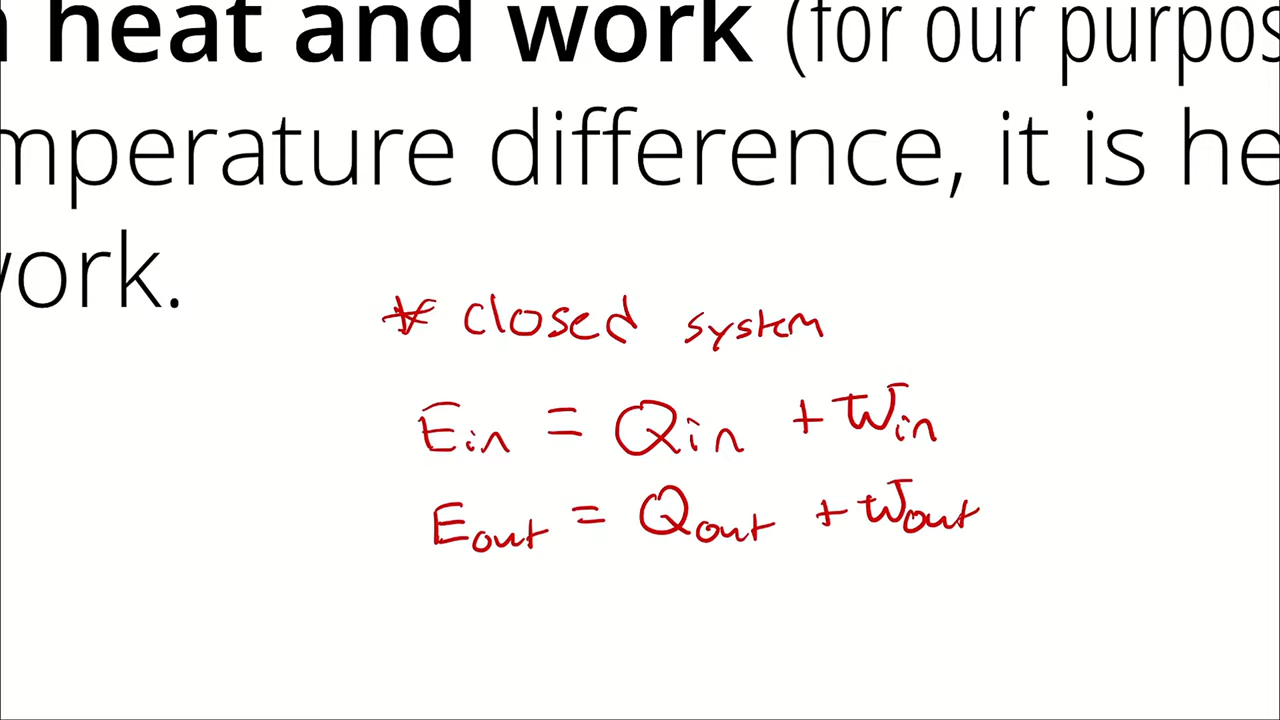 heat and work (for our purpos
mperature difference, it is he
work.
* closed system
Ein = Qin + Win
Eout = Qout + Wout